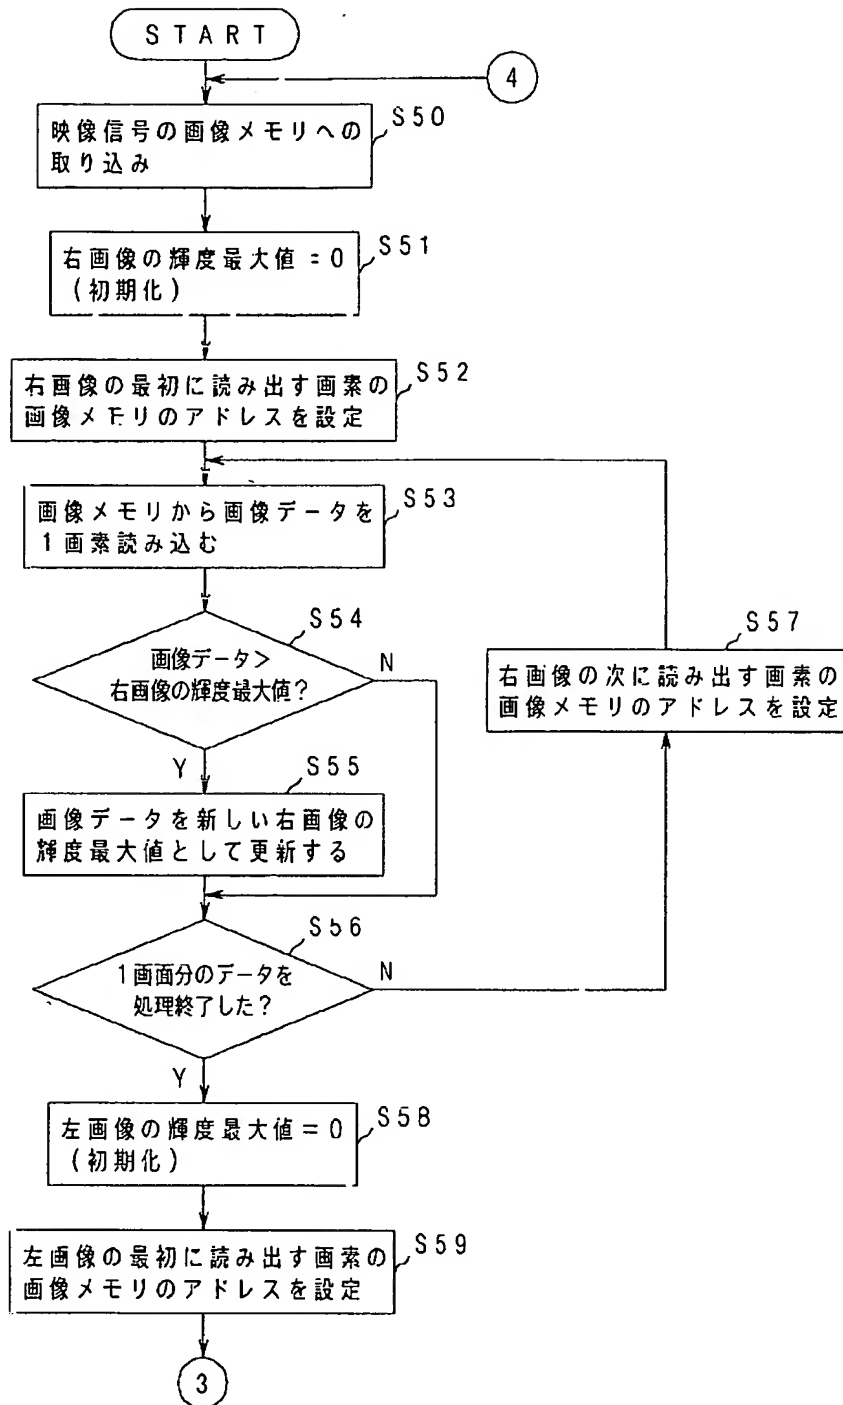 START
4
映像信号の画像メモリへの
取り込み
S50
右画像の輝度最大値=0
(初期化)
S51
右画像の最初に読み出す画素の
画像メモリのアドレスを設定
S52
画像メモリから画像データを
1画素読み込む
S53
画像データ>
右画像の輝度最大値?
S54
N
Y
右画像の次に読み出す画素の
画像メモリのアドレスを設定
S57
画像データを新しい右画像の
輝度最大値として更新する
S55
1画面分のデータを
処理終了した?
S56
N
Y
左画像の輝度最大値=0
(初期化)
S58
左画像の最初に読み出す画素の
画像メモリのアドレスを設定
S59
3